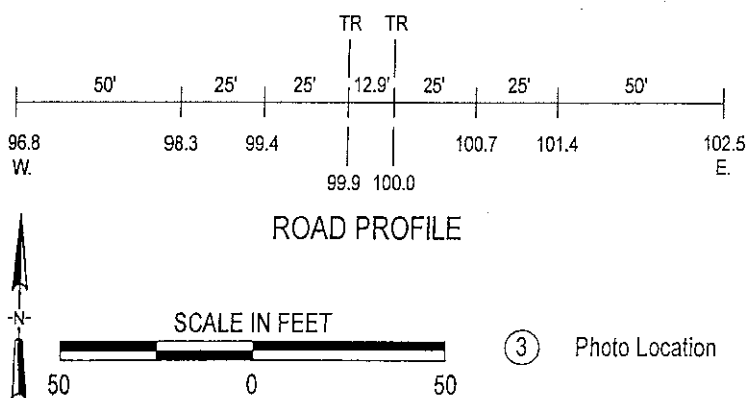 TR TR
50' 25' 25' 12.9' 25' 25' 50'
96.8 98.3 99.4 100.7 101.4 102.5
W. E.
99.9 100.0
ROAD PROFILE
-N-
SCALE IN FEET
3 Photo Location
50 0 50